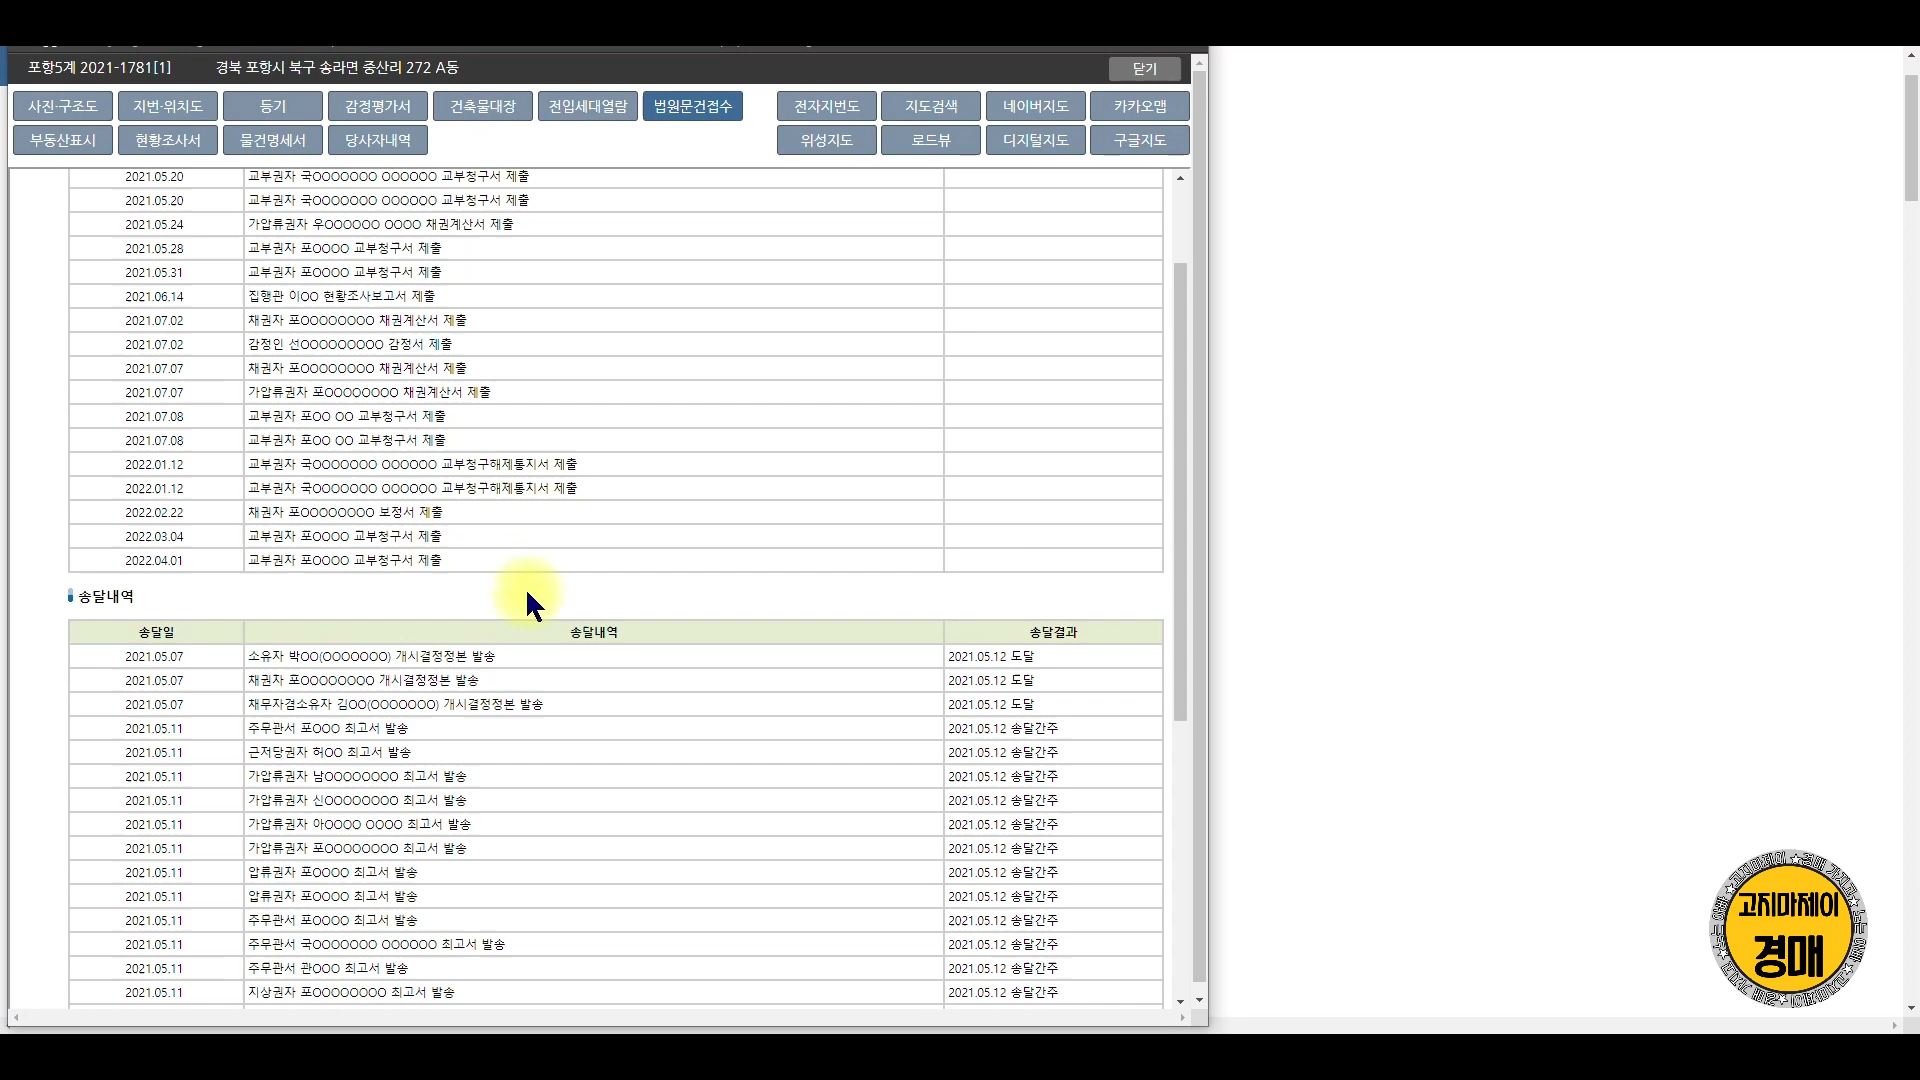 포항5계 2021-1781[1] 경북 포항시 북구 송라면 중산리 272 A동 닫기
사진·구조도 지번·위치도 등기 감정평가서 건축물대장 전입세대열람 법원문건접수 전자지번도 지도검색 네이버지도 카카오맵
부동산표시 현황조사서 물건명세서 당사자내역 위성지도 로드뷰 디지털지도 구글지도
2021.05.20 교부권자 국OOOOOOO OOOOOO 교부청구서 제출
2021.05.20 교부권자 국OOOOOOO OOOOOO 교부청구서 제출
2021.05.24 가압류권자 우OOOOOO OOOO 채권계산서 제출
2021.05.28 교부권자 포OOOO 교부청구서 제출
2021.05.31 교부권자 포OOOO 교부청구서 제출
2021.06.14 집행관 이OO 현황조사보고서 제출
2021.07.02 채권자 포OOOOOOOO 채권계산서 제출
2021.07.02 감정인 선OOOOOOOOO 감정서 제출
2021.07.07 채권자 포OOOOOOOO 채권계산서 제출
2021.07.07 가압류권자 포OOOOOOOO 채권계산서 제출
2021.07.08 교부권자 포OO OO 교부청구서 제출
2021.07.08 교부권자 포OO OO 교부청구서 제출
2022.01.12 교부권자 국OOOOOOO OOOOOO 교부청구해제통지서 제출
2022.01.12 교부권자 국OOOOOOO OOOOOO 교부청구해제통지서 제출
2022.02.22 채권자 포OOOOOOOO 보정서 제출
2022.03.04 교부권자 포OOOO 교부청구서 제출
2022.04.01 교부권자 포OOOO 교부청구서 제출
송달내역
송달일 송달내역 송달결과
2021.05.07 소유자 박OO(OOOOOOO) 개시결정정본 발송 2021.05.12 도달
2021.05.07 채권자 포OOOOOOOO 개시결정정본 발송 2021.05.12 도달
2021.05.07 채무자겸소유자 김OO(OOOOOOO) 개시결정정본 발송 2021.05.12 도달
2021.05.11 주무관서 포OOO 최고서 발송 2021.05.12 송달간주
2021.05.11 근저당권자 허OO 최고서 발송 2021.05.12 송달간주
2021.05.11 가압류권자 남OOOOOOOO 최고서 발송 2021.05.12 송달간주
2021.05.11 가압류권자 신OOOOOOOO 최고서 발송 2021.05.12 송달간주
2021.05.11 가압류권자 아OOOO OOOO 최고서 발송 2021.05.12 송달간주
2021.05.11 가압류권자 포OOOOOOOO 최고서 발송 2021.05.12 송달간주
2021.05.11 압류권자 포OOOO 최고서 발송 2021.05.12 송달간주
2021.05.11 압류권자 포OOOO 최고서 발송 2021.05.12 송달간주
2021.05.11 주무관서 포OOOO 최고서 발송 2021.05.12 송달간주
2021.05.11 주무관서 국OOOOOOO OOOOOO 최고서 발송 2021.05.12 송달간주
2021.05.11 주무관서 관OOO 최고서 발송 2021.05.12 송달간주
2021.05.11 지상권자 포OOOOOOOO 최고서 발송 2021.05.12 송달간주
고지마제이
경매